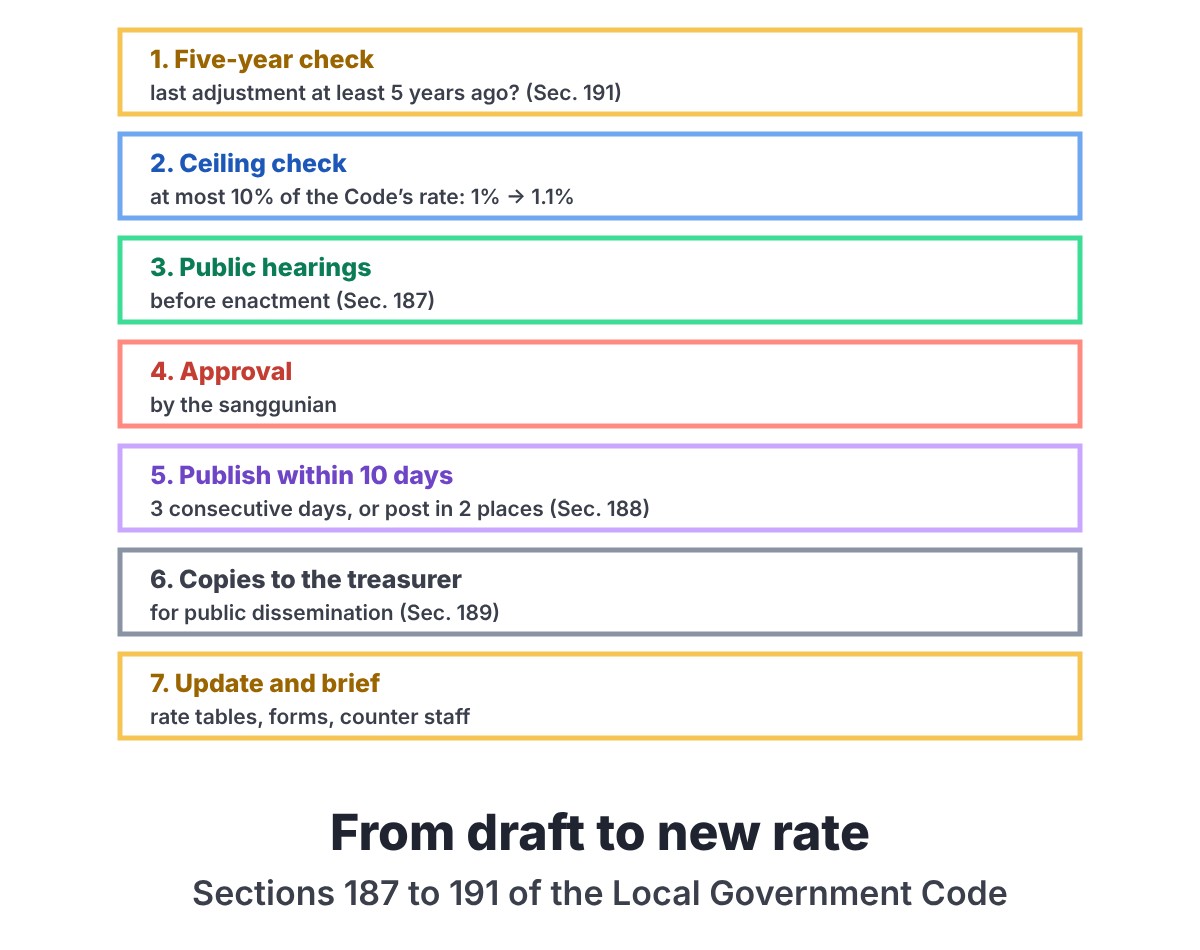 1. Five-year check
last adjustment at least 5 years ago? (Sec. 191)
2. Ceiling check
at most 10% of the Code’s rate: 1% → 1.1%
3. Public hearings
before enactment (Sec. 187)
4. Approval
by the sanggunian
5. Publish within 10 days
3 consecutive days, or post in 2 places (Sec. 188)
6. Copies to the treasurer
for public dissemination (Sec. 189)
7. Update and brief
rate tables, forms, counter staff
From draft to new rate
Sections 187 to 191 of the Local Government Code